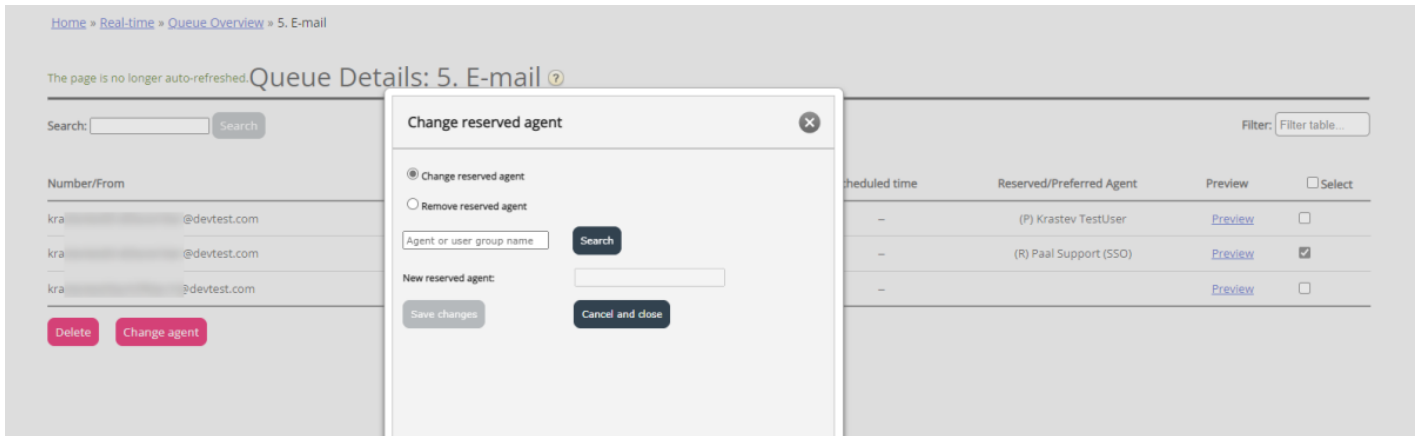 Home » Real-time » Queue Overview » 5. E-mail
The page is no longer auto-refreshed. Queue Details: 5. E-mail ?
Search: Search
Filter: Filter table...
Number/From
cheduled time Reserved/Preferred Agent Preview Select
kra @devtest.com – (P) Krastev TestUser Preview
kra @devtest.com – (R) Paal Support (SSO) Preview
kra @devtest.com – Preview
Delete Change agent
Change reserved agent
Change reserved agent
Remove reserved agent
Agent or user group name Search
New reserved agent:
Save changes Cancel and close